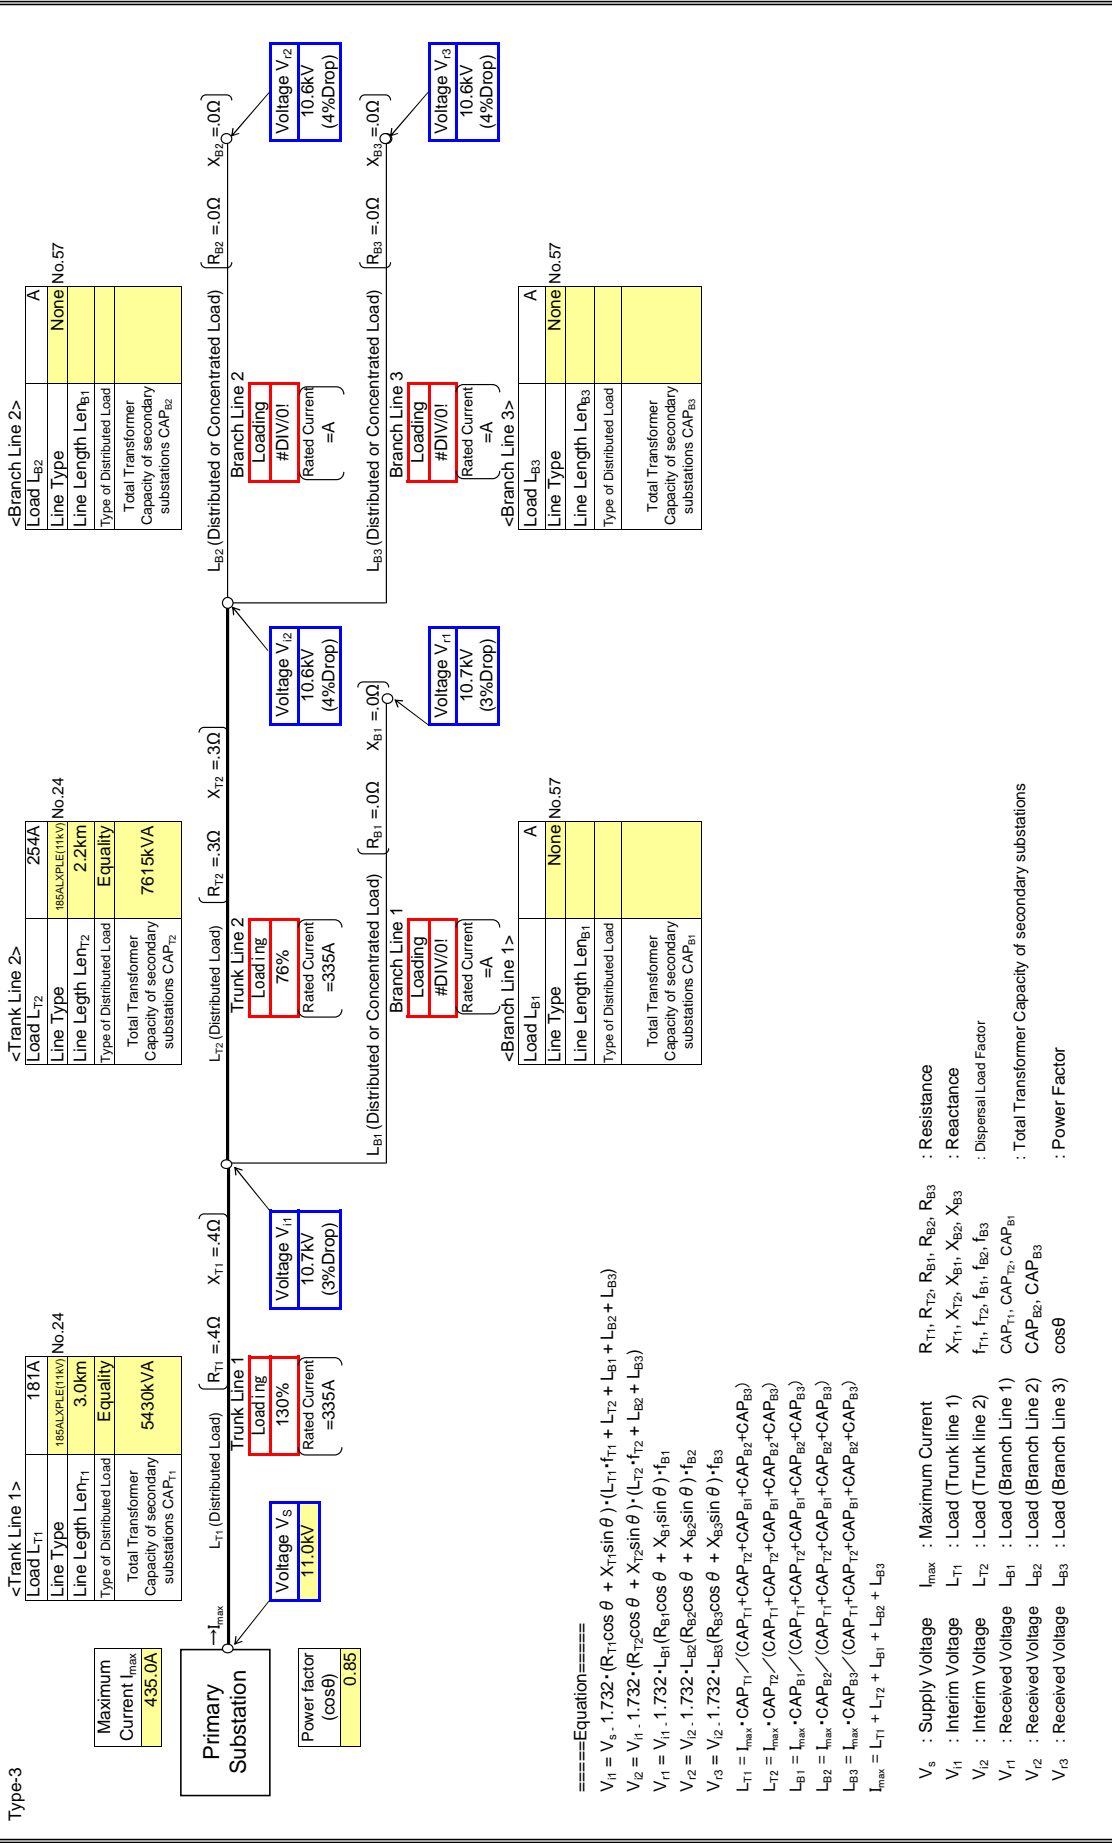 Type-3
<Trank Line 1>
Load LT1 181A
Line Type 185ALXPLE(11kV) No.24
Line Legth LenT1 3.0km
Type of Distributed Load Equality
Total Transformer Capacity of secondary substations CAPT1 5430kVA
<Trank Line 2>
Load LT2 254A
Line Type 185ALXPLE(11kV) No.24
Line Length LenT2 2.2km
Type of Distributed Load Equality
Total Transformer Capacity of secondary substations CAPT2 7615kVA
<Branch Line 2>
Load LB2 A
Line Type None No.57
Line Length LenB1
Type of Distributed Load
Total Transformer Capacity of secondary substations CAPB2
Maximum Current Imax
435.0A
Primary Substation
→Imax
Power factor (cosθ)
0.85
Voltage VS
11.0kV
LT1 (Distributed Load) RT1 =.4Ω XT1 =.4Ω
Trunk Line 1
Loading
130%
Rated Current =335A
Voltage Vi1
10.7kV
(3%Drop)
LT2 (Distributed Load) RT2 =.3Ω XT2 =.3Ω
Trunk Line 2
Loading
76%
Rated Current =335A
Voltage Vi2
10.6kV
(4%Drop)
LB2 (Distributed or Concentrated Load) RB2 =.0Ω XB2 =.0Ω
Branch Line 2
Loading
#DIV/0!
Rated Current =A
Voltage Vr2
10.6kV
(4%Drop)
LB1 (Distributed or Concentrated Load) RB1 =.0Ω XB1 =.0Ω
Branch Line 1
Loading
#DIV/0!
Rated Current =A
Voltage Vr1
10.7kV
(3%Drop)
LB3 (Distributed or Concentrated Load) RB3 =.0Ω XB3 =.0Ω
Branch Line 3
Loading
#DIV/0!
Rated Current =A
Voltage Vr3
10.6kV
(4%Drop)
<Branch Line 1>
Load LB1 A
Line Type None No.57
Line Length LenB1
Type of Distributed Load
Total Transformer Capacity of secondary substations CAPB1
<Branch Line 3>
Load LB3 A
Line Type None No.57
Line Length LenB3
Type of Distributed Load
Total Transformer Capacity of secondary substations CAPB3
=====Equation=====
Vi1 = Vs - 1.732・(RT1cos θ + XT1sin θ)・(LT1・fT1 + LT2 + LB1 + LB2 + LB3)
Vi2 = Vi1 - 1.732・(RT2cos θ + XT2sin θ)・(LT2・fT2 + LB2 + LB3)
Vr1 = Vi1 - 1.732・LB1(RB1cos θ + XB1sin θ)・fB1
Vr2 = Vi2 - 1.732・LB2(RB2cos θ + XB2sin θ)・fB2
Vr3 = Vi2 - 1.732・LB3(RB3cos θ + XB3sin θ)・fB3
LT1 = Imax・CAPT1／(CAPT1+CAPT2+CAPB1+CAPB2+CAPB3)
LT2 = Imax・CAPT2／(CAPT1+CAPT2+CAPB1+CAPB2+CAPB3)
LB1 = Imax・CAPB1／(CAPT1+CAPT2+CAPB1+CAPB2+CAPB3)
LB2 = Imax・CAPB2／(CAPT1+CAPT2+CAPB1+CAPB2+CAPB3)
LB3 = Imax・CAPB3／(CAPT1+CAPT2+CAPB1+CAPB2+CAPB3)
Imax = LT1 + LT2 + LB1 + LB2 + LB3
Vs : Supply Voltage Imax : Maximum Current RT1, RT2, RB1, RB2, RB3 : Resistance
Vi1 : Interim Voltage LT1 : Load (Trunk line 1) XT1, XT2, XB1, XB2, XB3 : Reactance
Vi2 : Interim Voltage LT2 : Load (Trunk line 2) fT1, fT2, fB1, fB2, fB3 : Dispersal Load Factor
Vr1 : Received Voltage LB1 : Load (Branch Line 1) CAPT1, CAPT2, CAPB1 : Total Transformer Capacity of secondary substations
Vr2 : Received Voltage LB2 : Load (Branch Line 2) CAPB2, CAPB3
Vr3 : Received Voltage LB3 : Load (Branch Line 3) cosθ : Power Factor